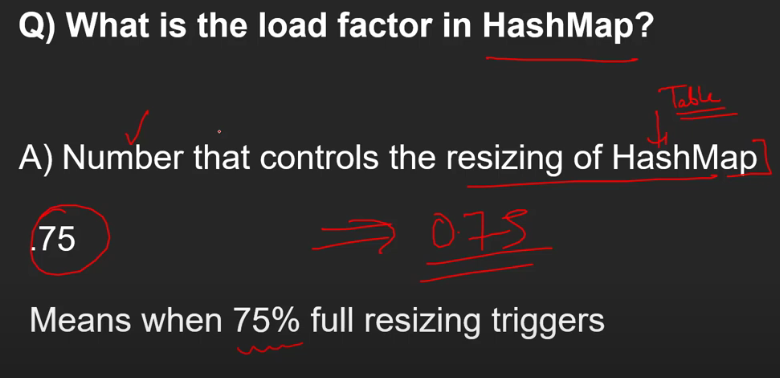 Q) What is the load factor in HashMap?
Table
A) Number that controls the resizing of HashMap
.75
0.75
Means when 75% full resizing triggers